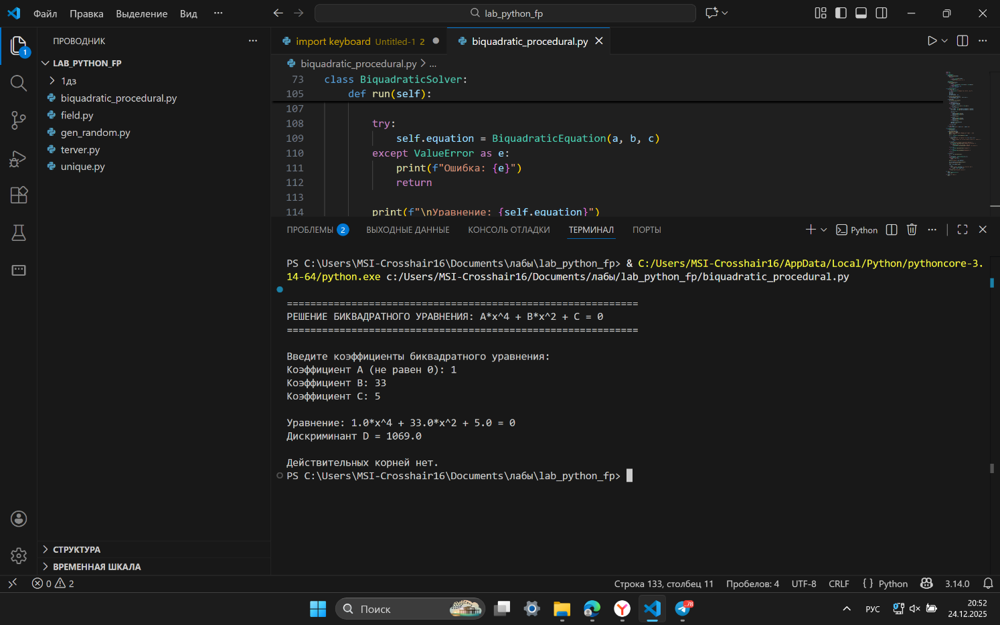 Файл Правка Выделение Вид ···
lab_python_fp
ПРОВОДНИК
1
LAB_PYTHON_FP
1дз
biquadratic_procedural.py
field.py
gen_random.py
terver.py
unique.py
СТРУКТУРА
ВРЕМЕННАЯ ШКАЛА
import keyboard Untitled-1 2
biquadratic_procedural.py
biquadratic_procedural.py > ...
73 class BiquadraticSolver:
105 def run(self):
107
108 try:
109 self.equation = BiquadraticEquation(a, b, c)
110 except ValueError as e:
111 print(f"Ошибка: {e}")
112 return
113
114 print(f"\nУравнение: {self.equation}")
ПРОБЛЕМЫ 2 ВЫХОДНЫЕ ДАННЫЕ КОНСОЛЬ ОТЛАДКИ ТЕРМИНАЛ ПОРТЫ
Python
PS C:\Users\MSI-Crosshair16\Documents\лабы\lab_python_fp> & C:/Users/MSI-Crosshair16/AppData/Local/Python/pythoncore-3.
14-64/python.exe c:/Users/MSI-Crosshair16/Documents/лабы/lab_python_fp/biquadratic_procedural.py
============================================================
РЕШЕНИЕ БИКВАДРАТНОГО УРАВНЕНИЯ: A*x^4 + B*x^2 + C = 0
============================================================
Введите коэффициенты биквадратного уравнения:
Коэффициент A (не равен 0): 1
Коэффициент B: 33
Коэффициент C: 5
Уравнение: 1.0*x^4 + 33.0*x^2 + 5.0 = 0
Дискриминант D = 1069.0
Действительных корней нет.
PS C:\Users\MSI-Crosshair16\Documents\лабы\lab_python_fp>
0 2
Строка 133, столбец 11 Пробелов: 4 UTF-8 CRLF { } Python 3.14.0
Поиск
78
РУС
20:52
24.12.2025